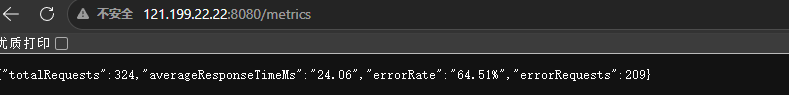 不安全 121.199.22.22:8080/metrics
优质打印
{"totalRequests":324,"averageResponseTimeMs":"24.06","errorRate":"64.51%","errorRequests":209}